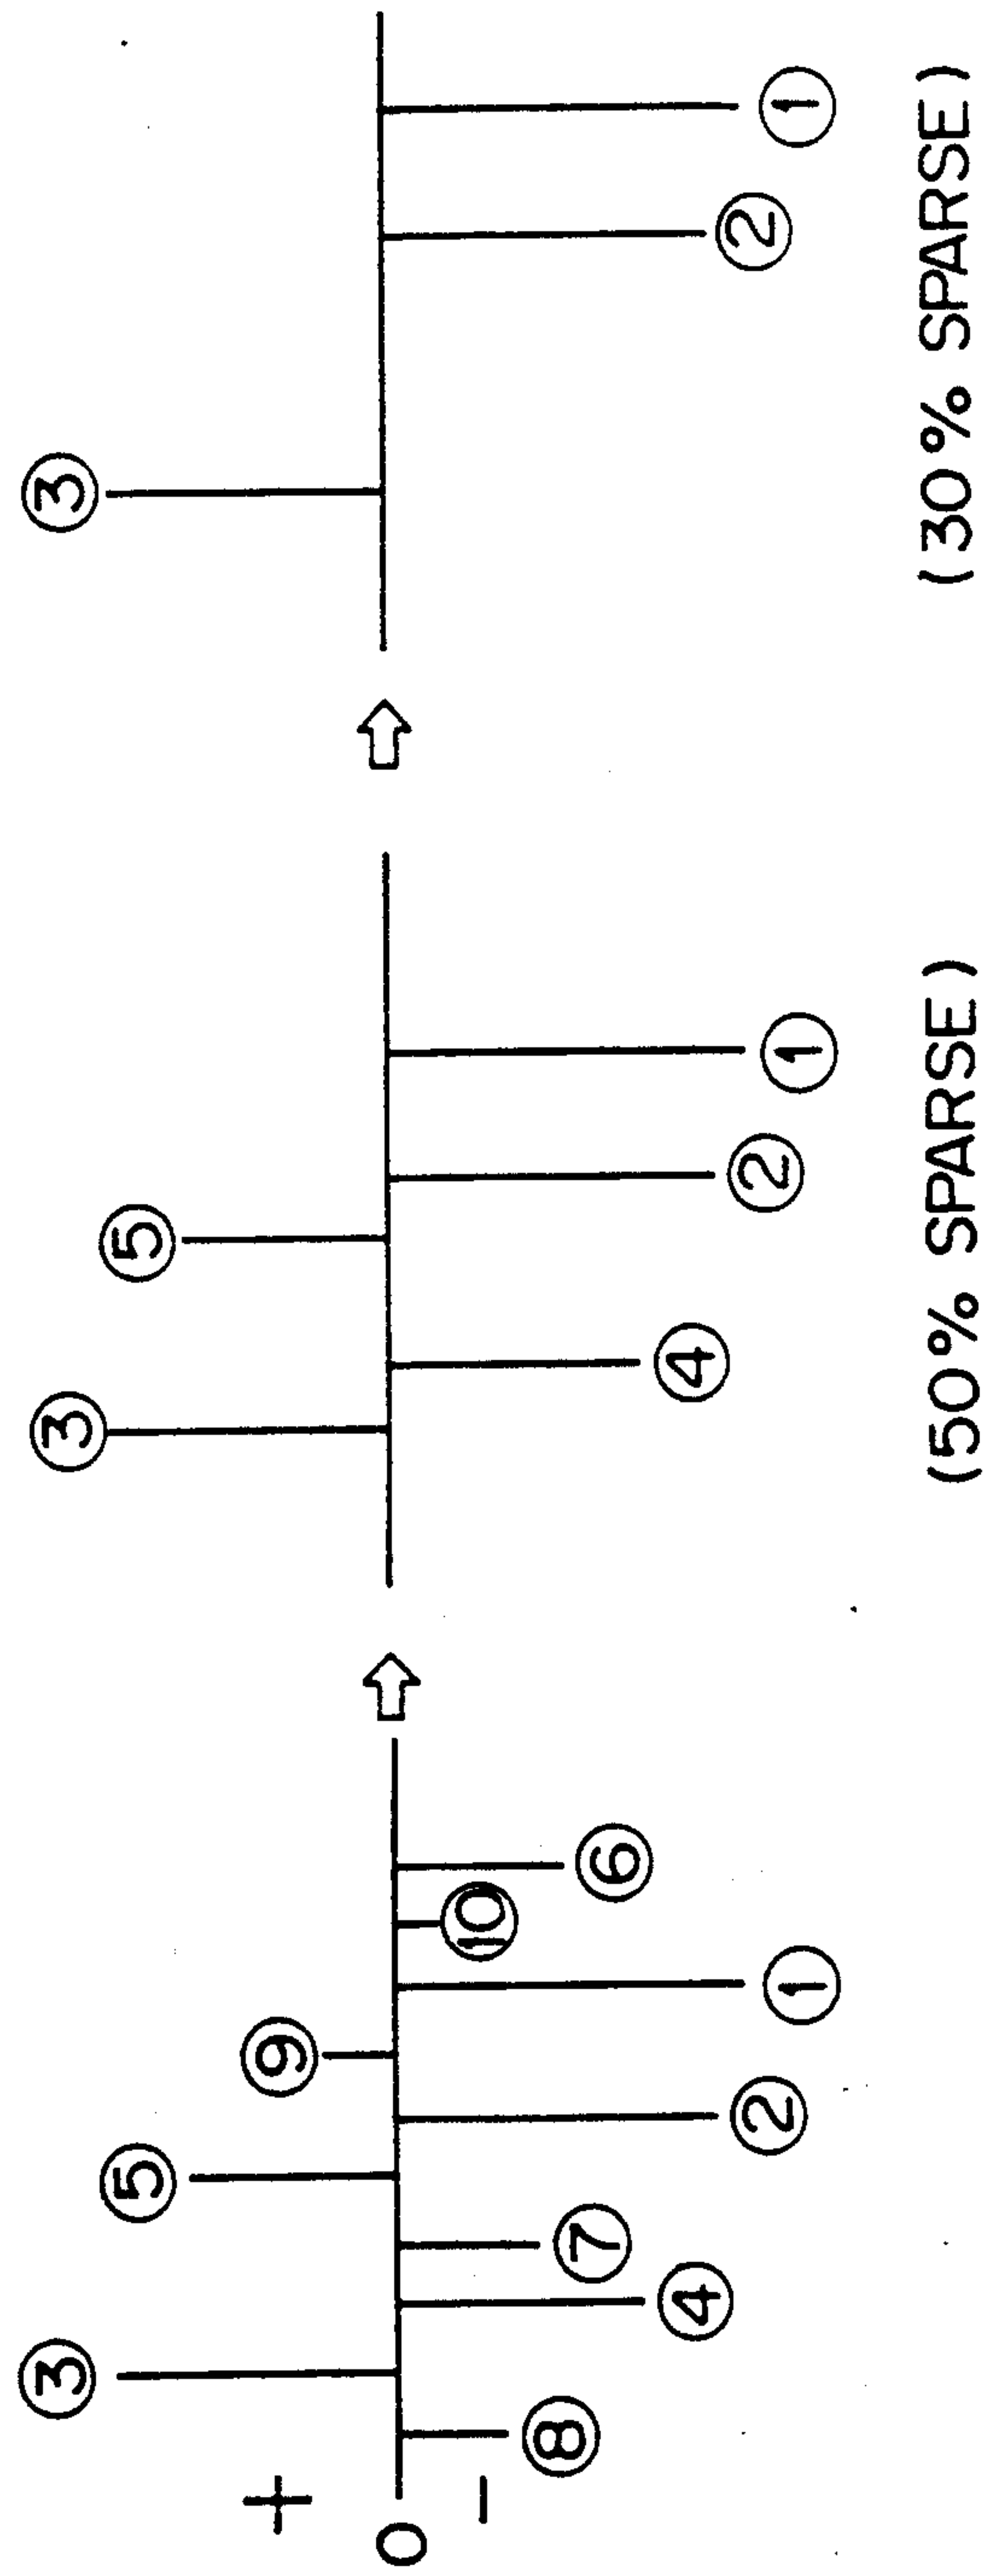 ③ ③ ③
⑤ ⑤
+ ⑨
0
− ⑩
⑧ ⑦ ⑥
④ ④
② ② ②
① ① ①
(50% SPARSE) (30% SPARSE)